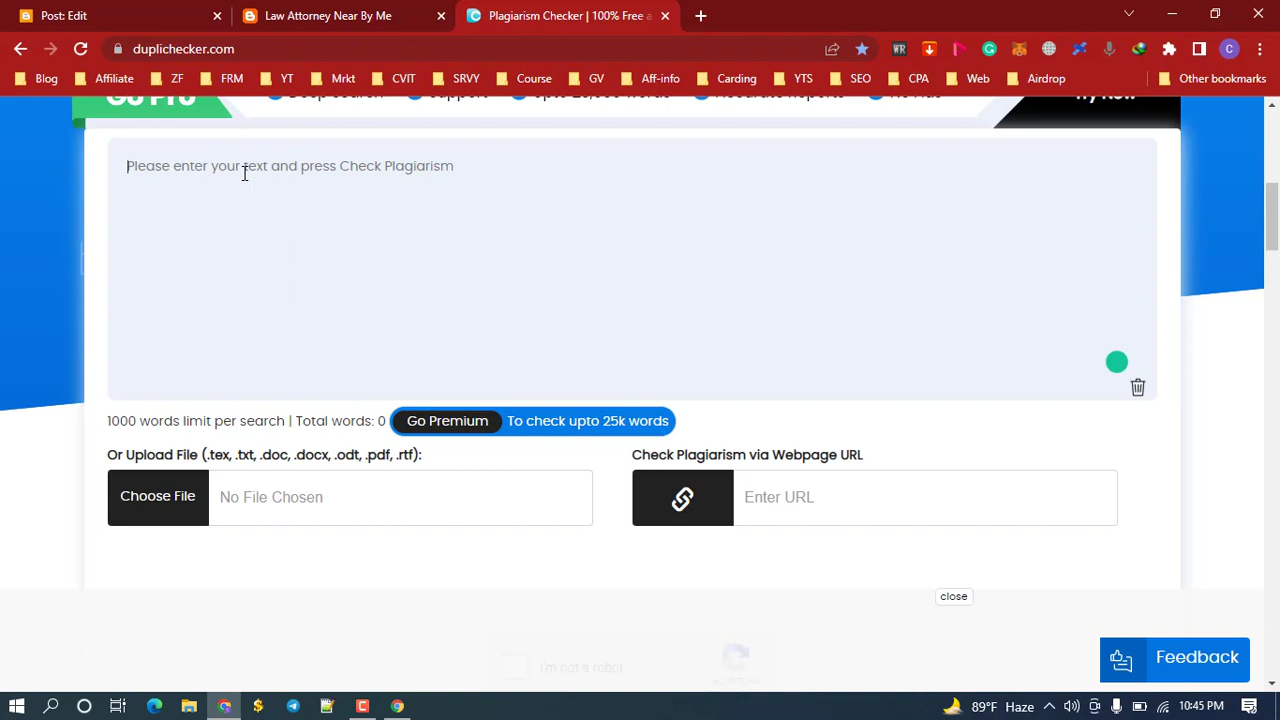 Post: Edit
Law Attorney Near By Me
Plagiarism Checker | 100% Free a
duplichecker.com
Blog
Affiliate
ZF
FRM
YT
Mrkt
CVIT
SRVY
Course
GV
Aff-info
Carding
YTS
SEO
CPA
Web
Airdrop
Other bookmarks
Please enter your text and press Check Plagiarism
1000 words limit per search | Total words: 0
Go Premium
To check upto 25k words
Or Upload File (.tex, .txt, .doc, .docx, .odt, .pdf, .rtf):
Check Plagiarism via Webpage URL
Choose File
No File Chosen
Enter URL
close
I'm not a robot
Feedback
89°F Haze
10:45 PM